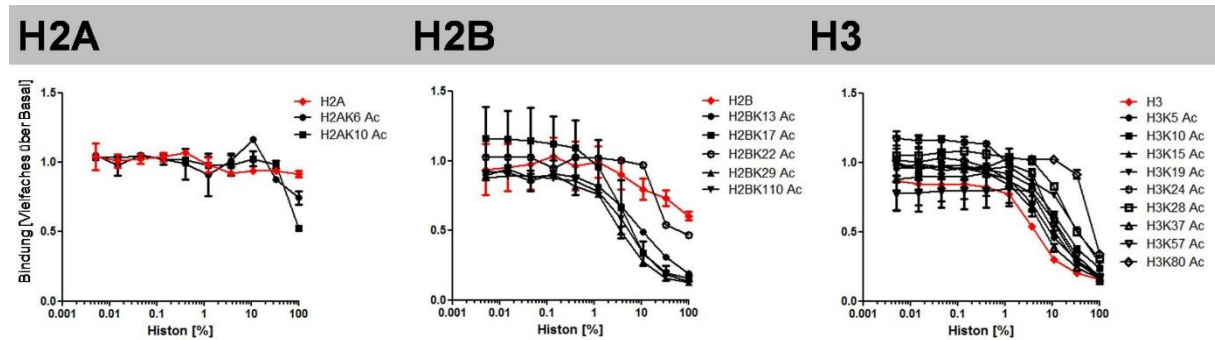 H2A
H2B
H3
Bindung [Vielfaches über Basal]
1.5
1.0
0.5
0.0
0.001 0.01 0.1 1 10 100
Histon [%]
H2A
H2AK6 Ac
H2AK10 Ac
1.5
1.0
0.5
0.0
0.001 0.01 0.1 1 10 100
Histon [%]
H2B
H2BK13 Ac
H2BK17 Ac
H2BK22 Ac
H2BK29 Ac
H2BK110 Ac
1.5
1.0
0.5
0.0
0.001 0.01 0.1 1 10 100
Histon [%]
H3
H3K5 Ac
H3K10 Ac
H3K15 Ac
H3K19 Ac
H3K24 Ac
H3K28 Ac
H3K37 Ac
H3K57 Ac
H3K80 Ac